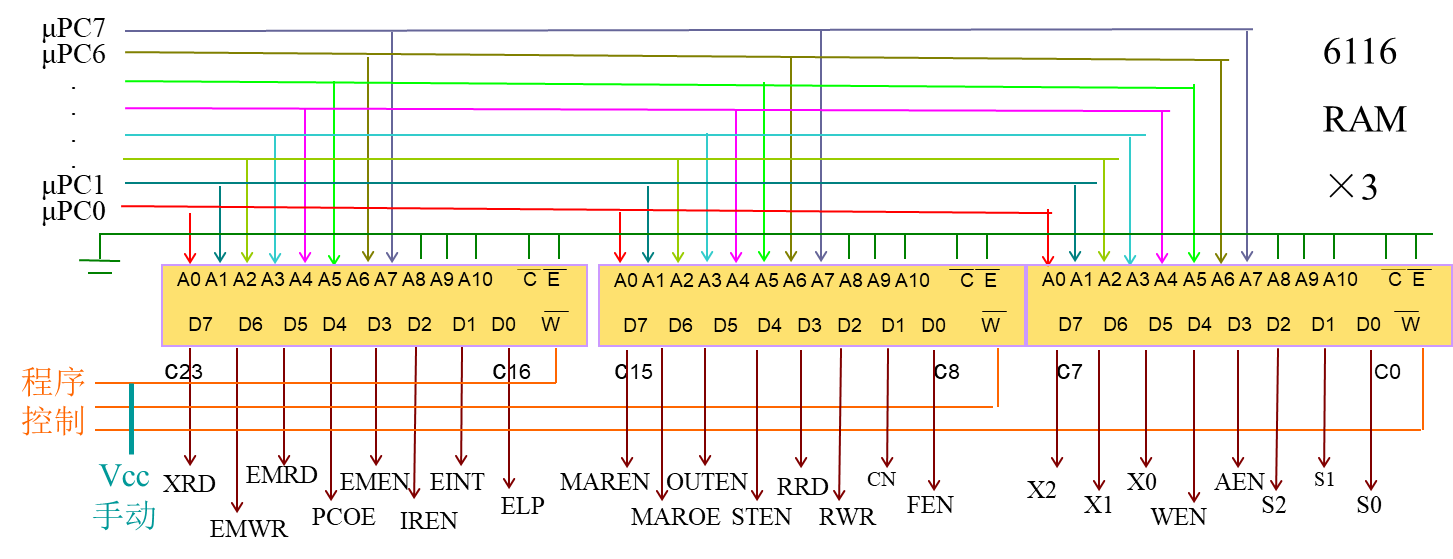 μPC7
μPC6
.
.
.
.
μPC1
μPC0
6116
RAM
×3
A0 A1 A2 A3 A4 A5 A6 A7 A8 A9 A10 C E
D7 D6 D5 D4 D3 D2 D1 D0 W
A0 A1 A2 A3 A4 A5 A6 A7 A8 A9 A10 C E
D7 D6 D5 D4 D3 D2 D1 D0 W
A0 A1 A2 A3 A4 A5 A6 A7 A8 A9 A10 C E
D7 D6 D5 D4 D3 D2 D1 D0 W
C23 C16 C15 C8 C7 C0
程序
控制
Vcc
手动
XRD EMWR EMRD PCOE EMEN IREN EINT ELP
MAREN MAROE OUTEN STEN RRD RWR CN FEN
X2 X1 X0 WEN AEN S2 S1 S0